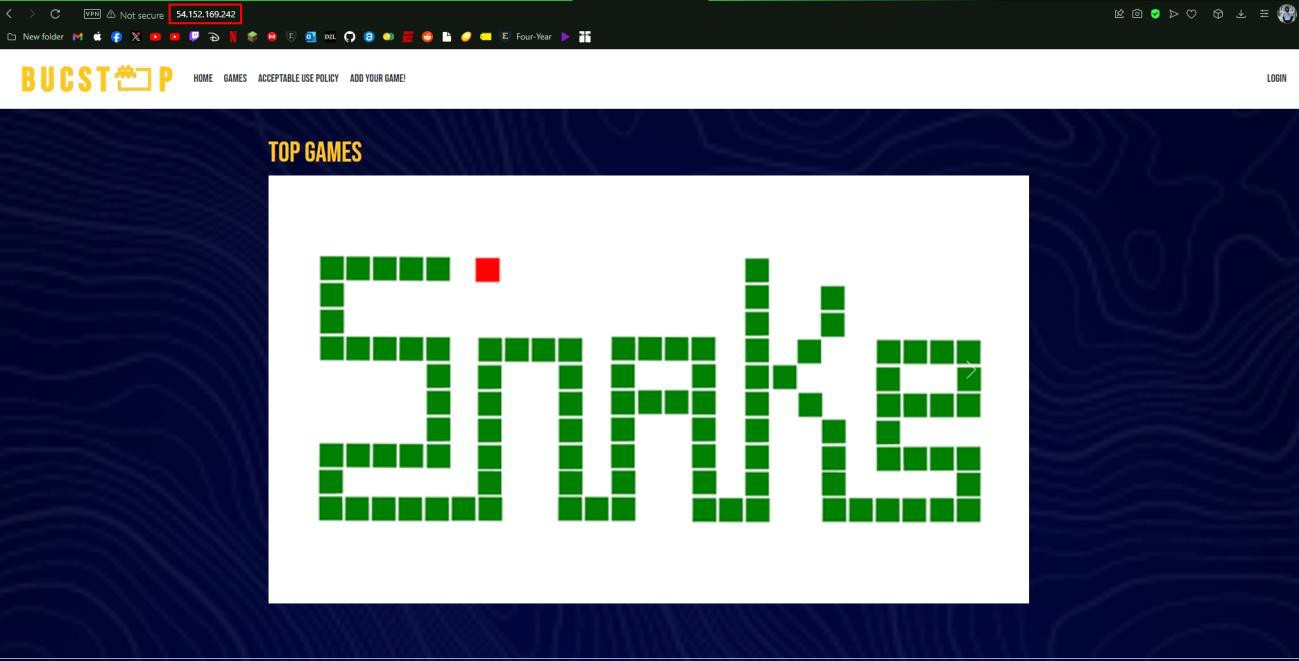 VPN Not secure 54.152.169.242
New folder DZL E Four-Year
BUCSTOP HOME GAMES ACCEPTABLE USE POLICY ADD YOUR GAME! LOGIN
TOP GAMES
Snake